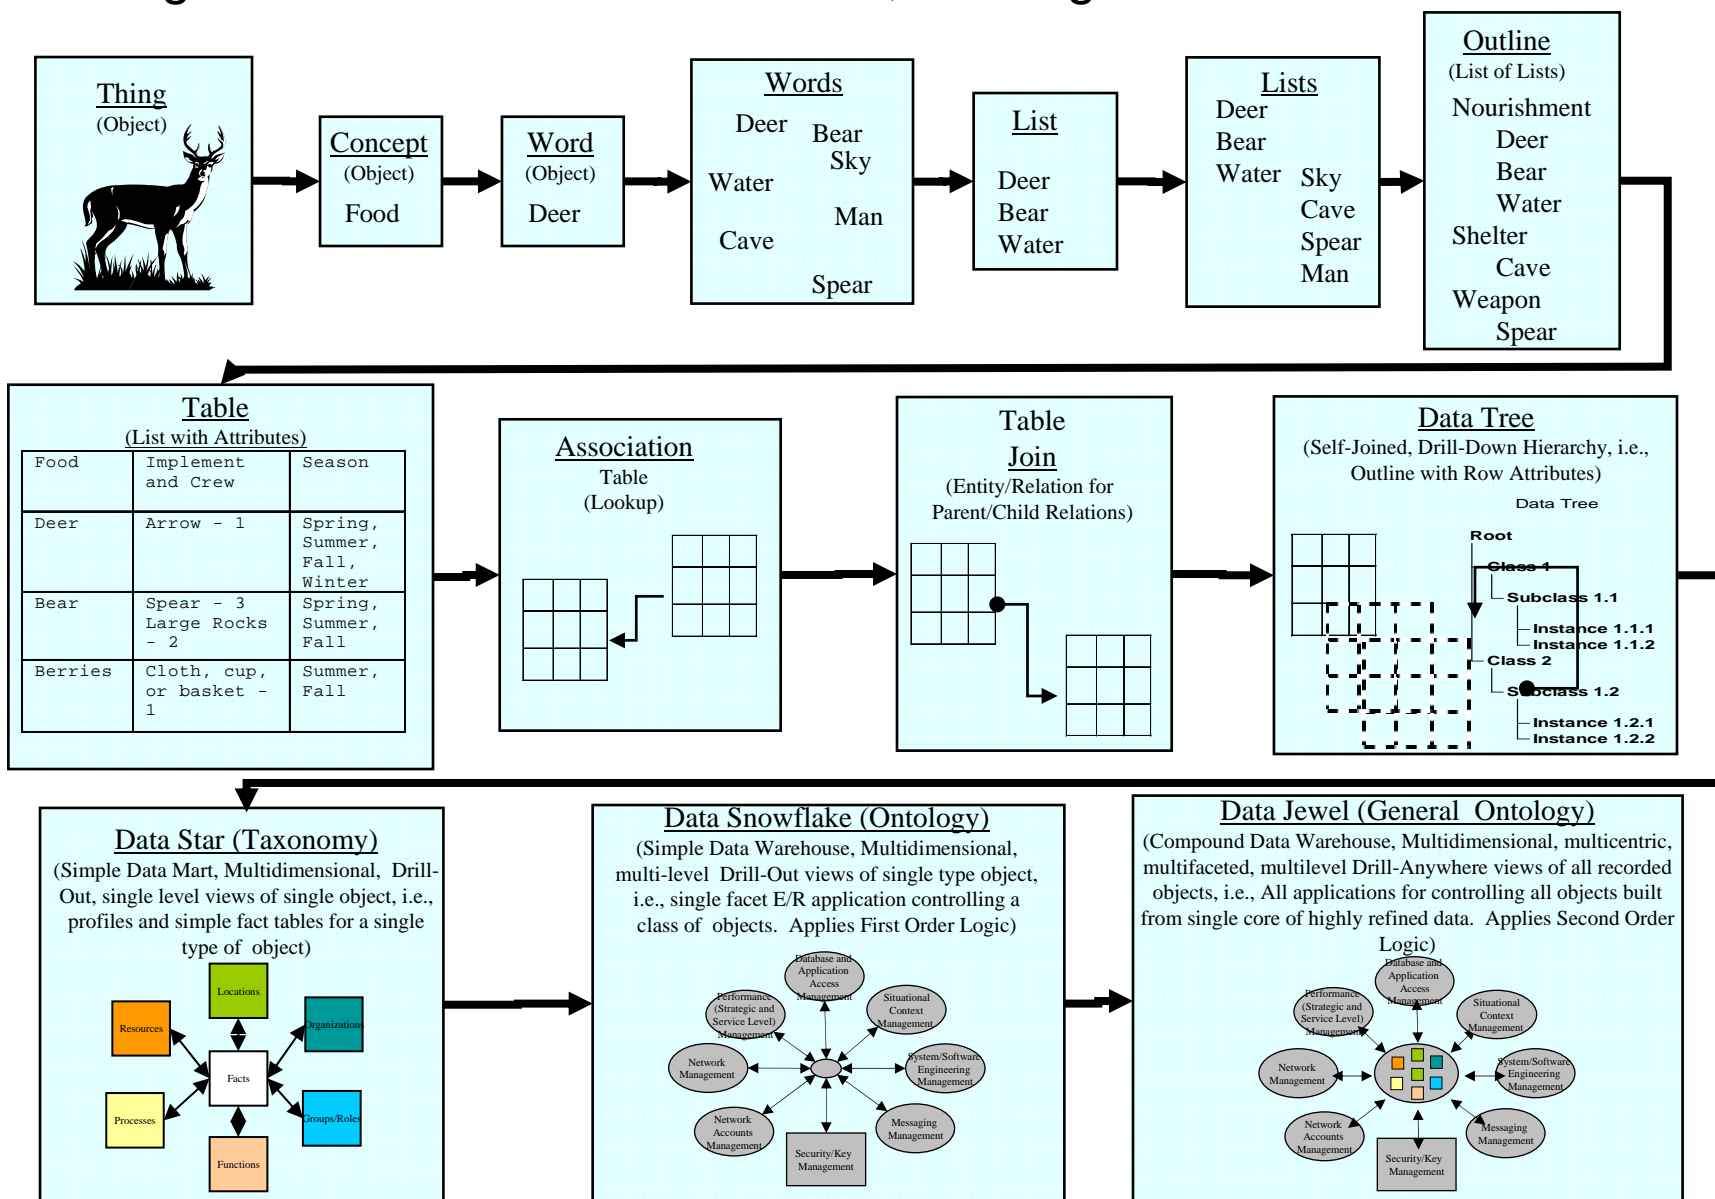 Thing
(Object)
Concept
(Object)
Food
Word
(Object)
Deer
Words
Deer
Bear
Sky
Water
Man
Cave
Spear
List
Deer
Bear
Water
Lists
Deer
Bear
Water
Sky
Cave
Spear
Man
Outline
(List of Lists)
Nourishment
Deer
Bear
Water
Shelter
Cave
Weapon
Spear
Table
(List with Attributes)
Food Implement and Crew Season
Deer Arrow - 1 Spring, Summer, Fall, Winter
Bear Spear - 3 Large Rocks - 2 Spring, Summer, Fall
Berries Cloth, cup, or basket - 1 Summer, Fall
Association
Table
(Lookup)
Table
Join
(Entity/Relation for
Parent/Child Relations)
Data Tree
(Self-Joined, Drill-Down Hierarchy, i.e.,
Outline with Row Attributes)
Data Tree
Root
Class 1
Subclass 1.1
Instance 1.1.1
Instance 1.1.2
Class 2
Subclass 1.2
Instance 1.2.1
Instance 1.2.2
Data Star (Taxonomy)
(Simple Data Mart, Multidimensional, Drill-
Out, single level views of single object, i.e.,
profiles and simple fact tables for a single
type of object)
Locations
Resources
Organizations
Facts
Processes
Groups/Roles
Functions
Data Snowflake (Ontology)
(Simple Data Warehouse, Multidimensional,
multi-level Drill-Out views of single type object,
i.e., single facet E/R application controlling a
class of objects. Applies First Order Logic)
Database and
Application
Access
Management
Performance
(Strategic and
Service Level)
Management
Situational
Context
Management
Network
Management
System/Software
Engineering
Management
Network
Accounts
Management
Messaging
Management
Security/Key
Management
Data Jewel (General Ontology)
(Compound Data Warehouse, Multidimensional, multicentric,
multifaceted, multilevel Drill-Anywhere views of all recorded
objects, i.e., All applications for controlling all objects built
from single core of highly refined data. Applies Second Order
Logic)
Database and
Application
Access
Management
Performance
(Strategic and
Service Level)
Management
Situational
Context
Management
Network
Management
System/Software
Engineering
Management
Network
Accounts
Management
Messaging
Management
Security/Key
Management